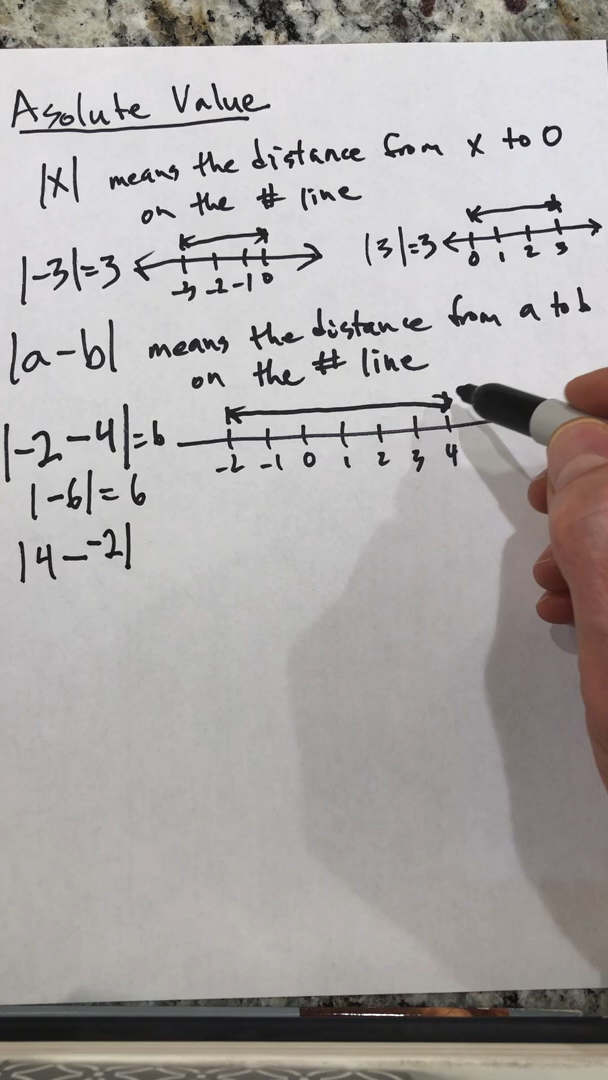 Asolute Value
|x| means the distance from x to 0
on the # line
|-3|=3
-3 -2 -1 0
|3|=3
0 1 2 3
|a-b| means the distance from a to b
on the # line
|-2-4|=6
-2 -1 0 1 2 3 4
|-6|=6
|4--2|